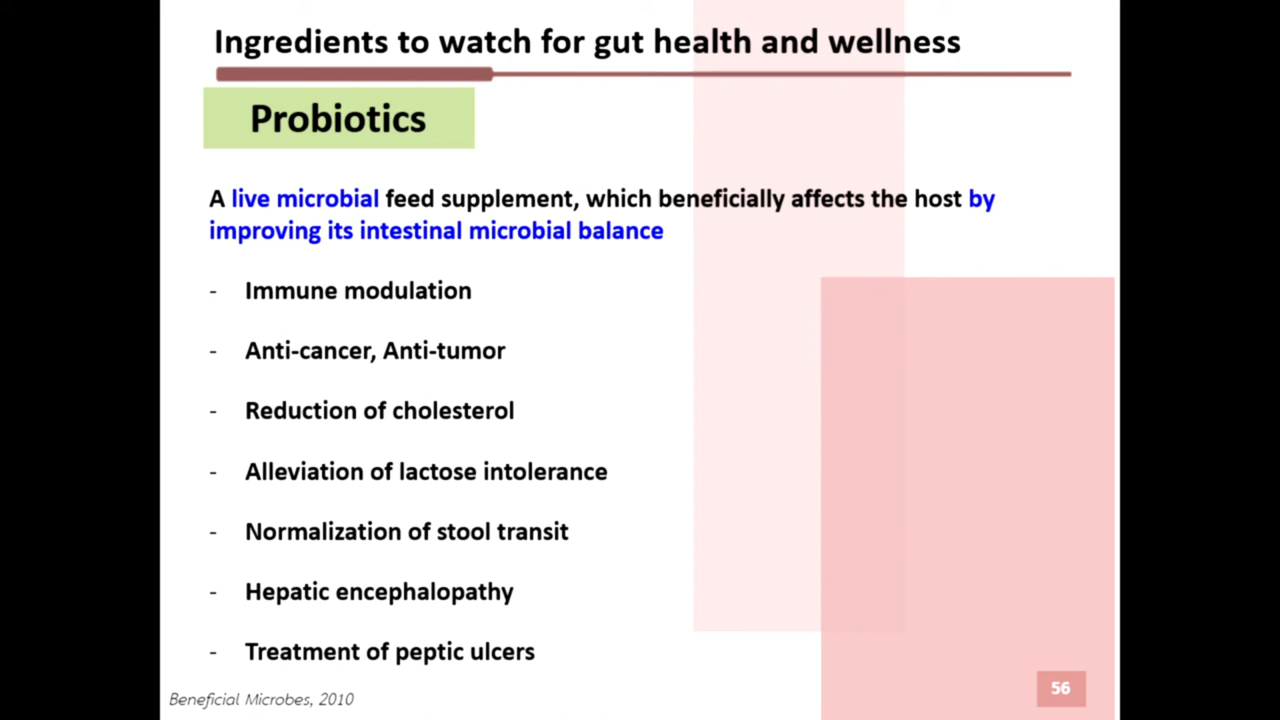 Ingredients to watch for gut health and wellness
Probiotics
A live microbial feed supplement, which beneficially affects the host by
improving its intestinal microbial balance
- Immune modulation
- Anti-cancer, Anti-tumor
- Reduction of cholesterol
- Alleviation of lactose intolerance
- Normalization of stool transit
- Hepatic encephalopathy
- Treatment of peptic ulcers
Beneficial Microbes, 2010
56